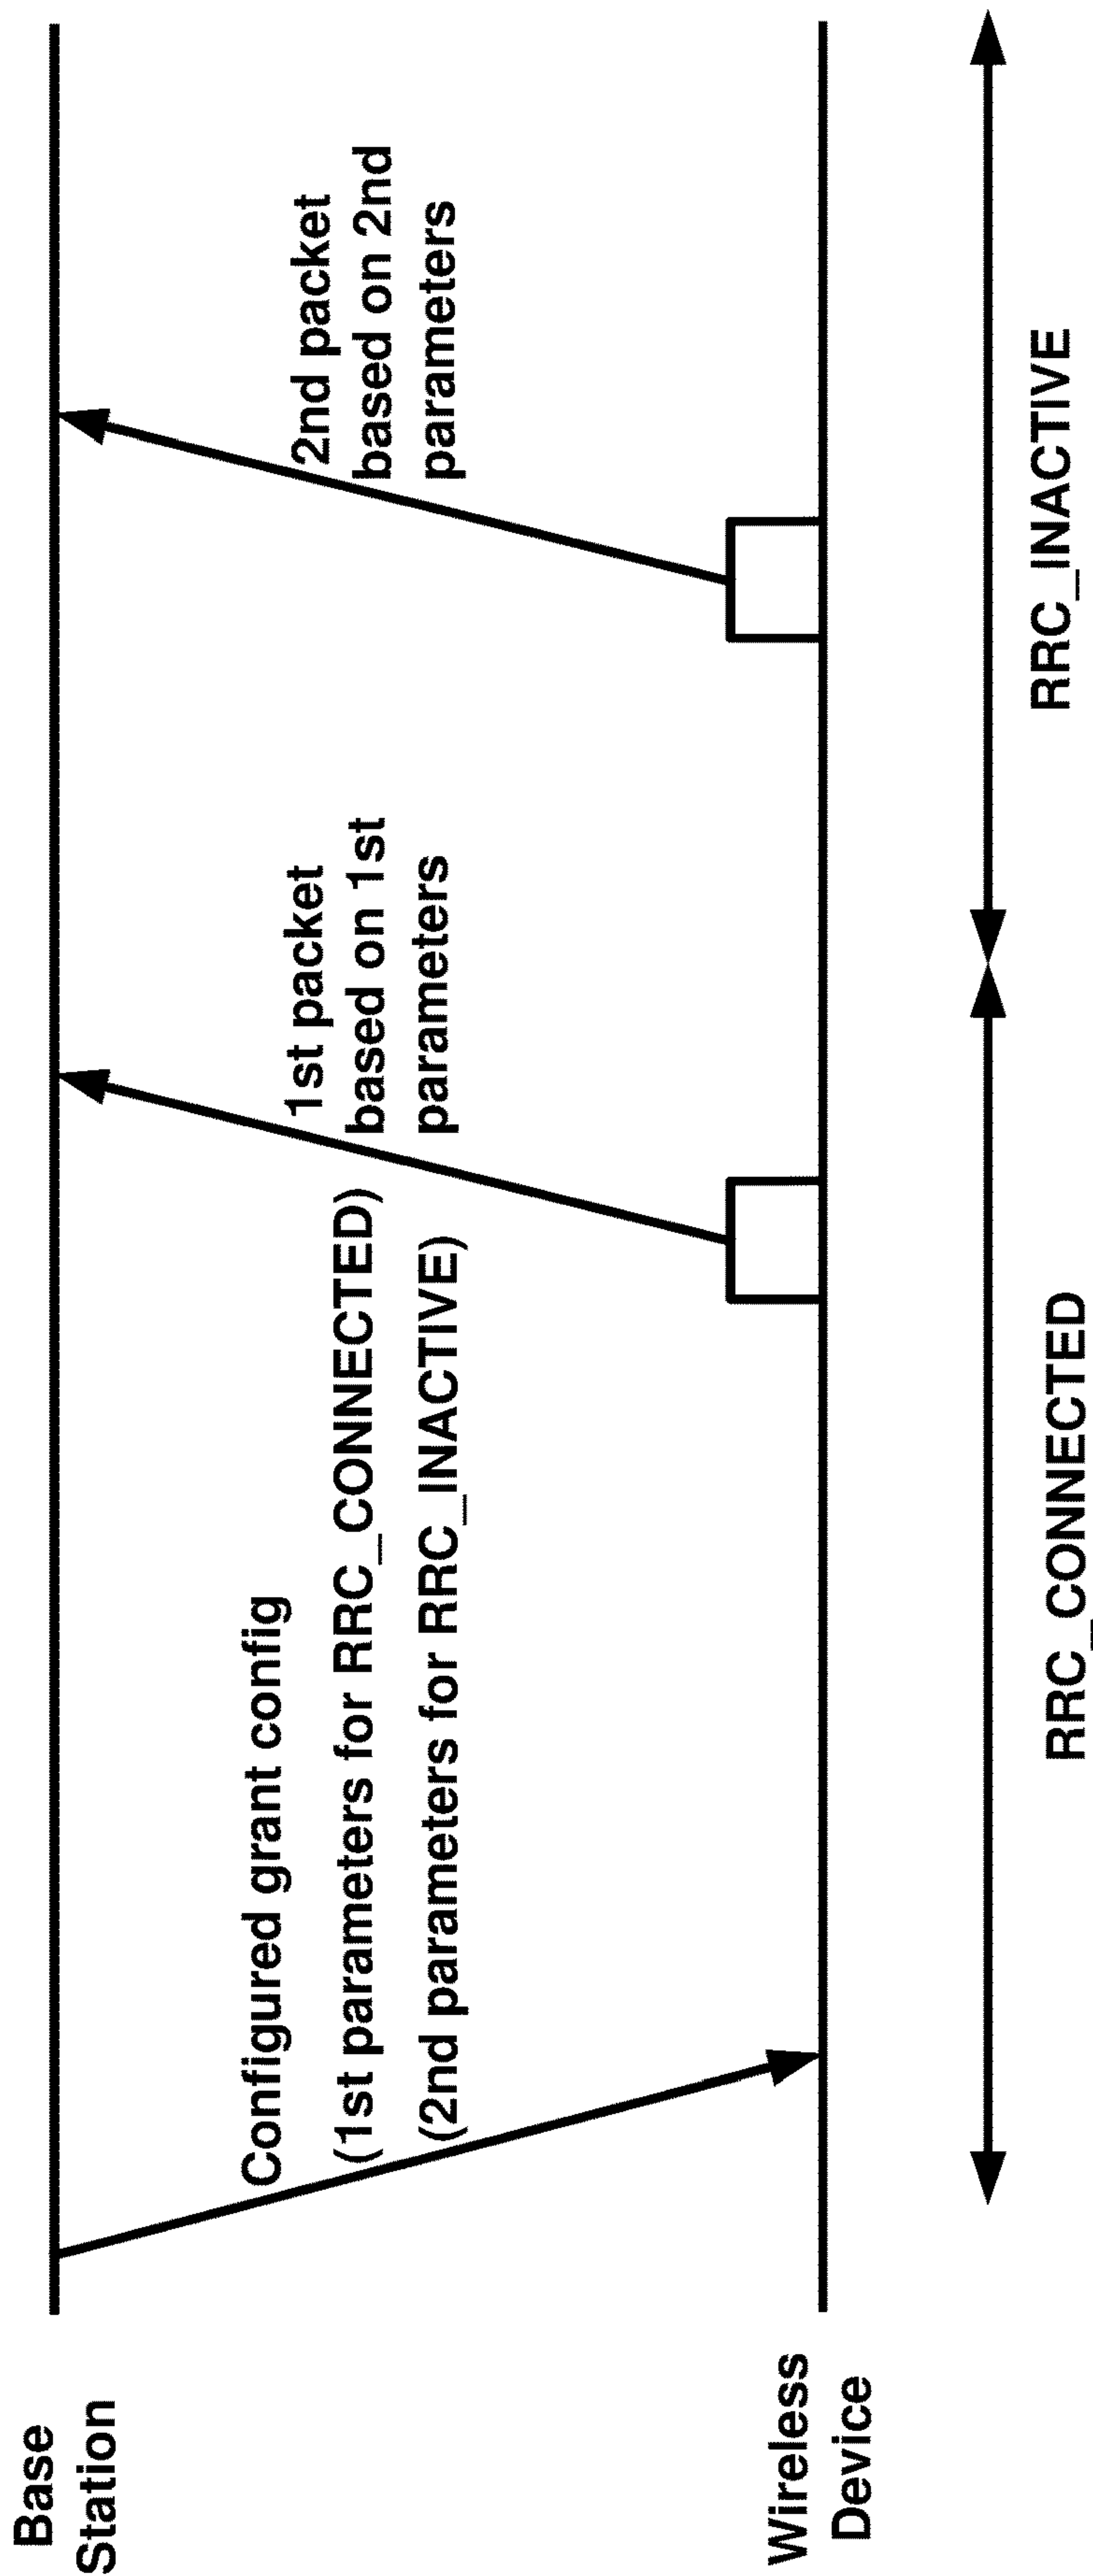 Base
Station
Configured grant config
(1st parameters for RRC_CONNECTED)
(2nd parameters for RRC_INACTIVE)
1st packet
based on 1st
parameters
2nd packet
based on 2nd
parameters
Wireless
Device
RRC_CONNECTED
RRC_INACTIVE